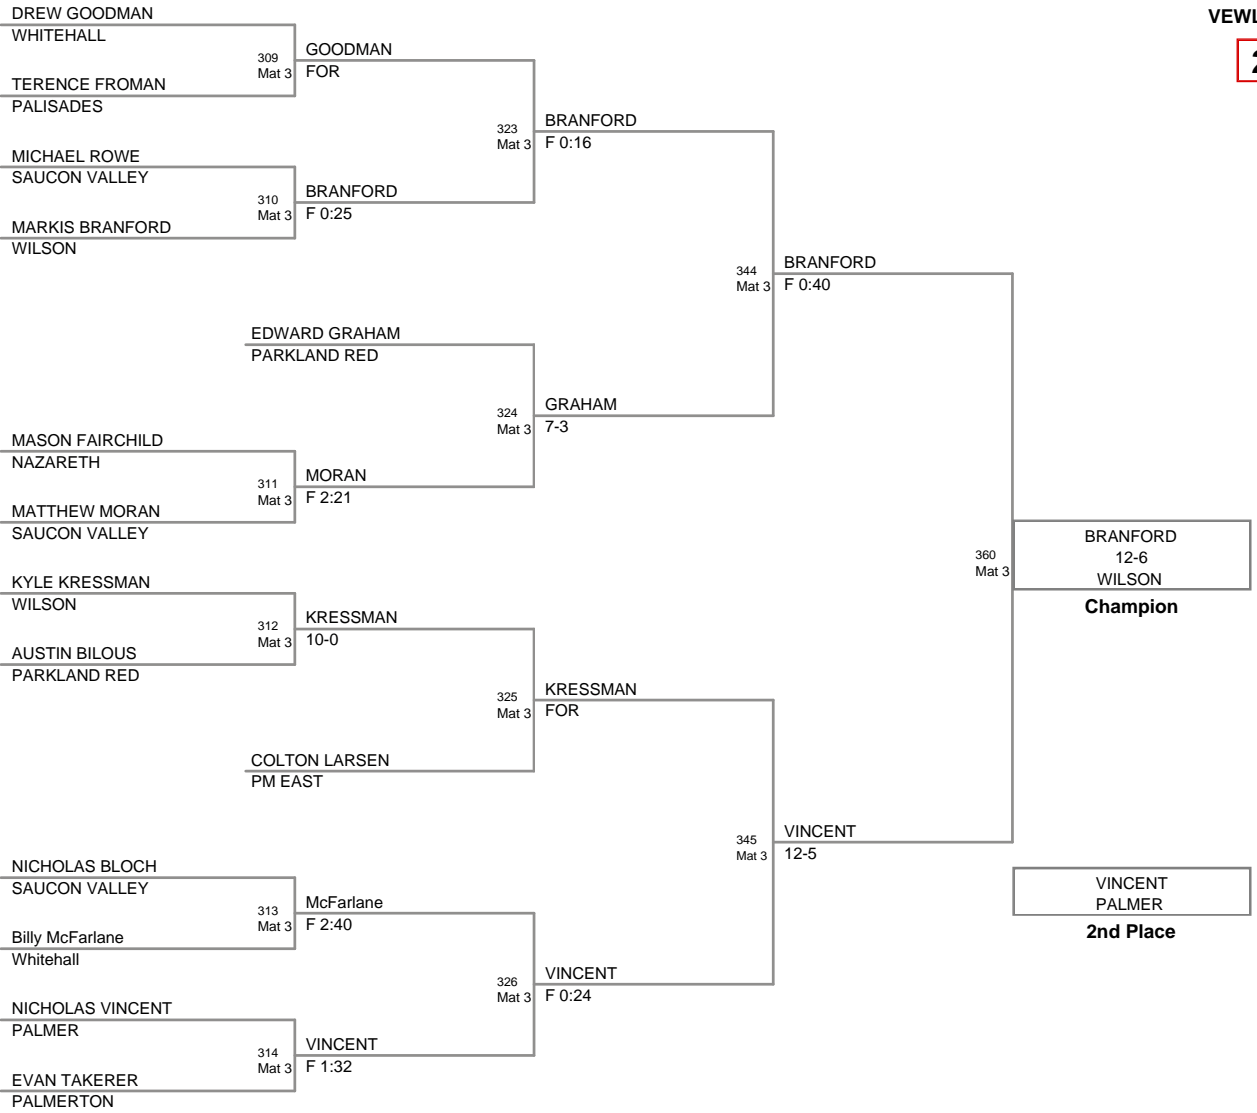 DREW GOODMAN
WHITEHALL
309
Mat 3
GOODMAN
FOR
TERENCE FROMAN
PALISADES
323
Mat 3
BRANFORD
F 0:16
MICHAEL ROWE
SAUCON VALLEY
310
Mat 3
BRANFORD
F 0:25
MARKIS BRANFORD
WILSON
344
Mat 3
BRANFORD
F 0:40
EDWARD GRAHAM
PARKLAND RED
324
Mat 3
GRAHAM
7-3
MASON FAIRCHILD
NAZARETH
311
Mat 3
MORAN
F 2:21
MATTHEW MORAN
SAUCON VALLEY
360
Mat 3
BRANFORD
12-6
WILSON
Champion
KYLE KRESSMAN
WILSON
312
Mat 3
KRESSMAN
10-0
AUSTIN BILOUS
PARKLAND RED
325
Mat 3
KRESSMAN
FOR
COLTON LARSEN
PM EAST
345
Mat 3
VINCENT
12-5
NICHOLAS BLOCH
SAUCON VALLEY
313
Mat 3
McFarlane
F 2:40
Billy McFarlane
Whitehall
326
Mat 3
VINCENT
F 0:24
NICHOLAS VINCENT
PALMER
314
Mat 3
VINCENT
F 1:32
EVAN TAKERER
PALMERTON
VINCENT
PALMER
2nd Place